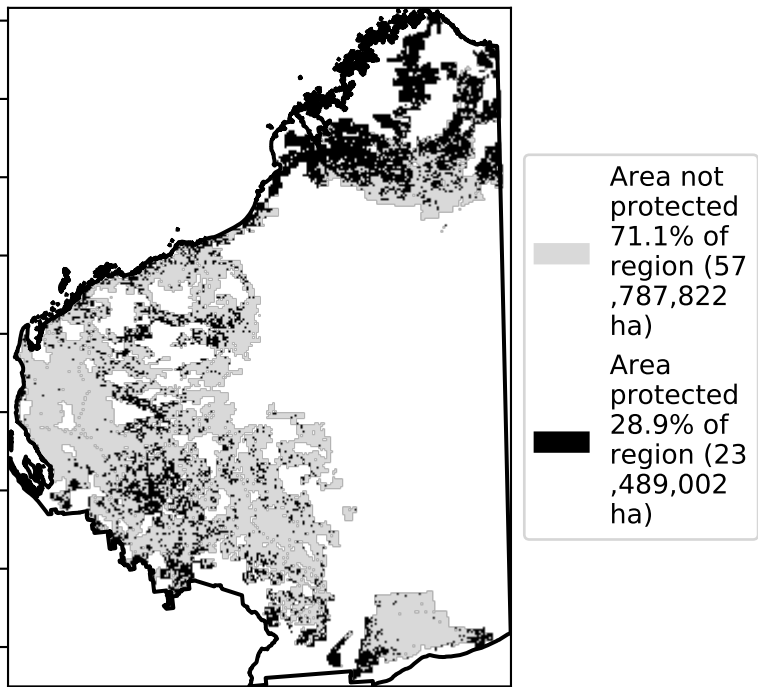 Area not
protected
71.1% of
region (57
,787,822
ha)
Area
protected
28.9% of
region (23
,489,002
ha)